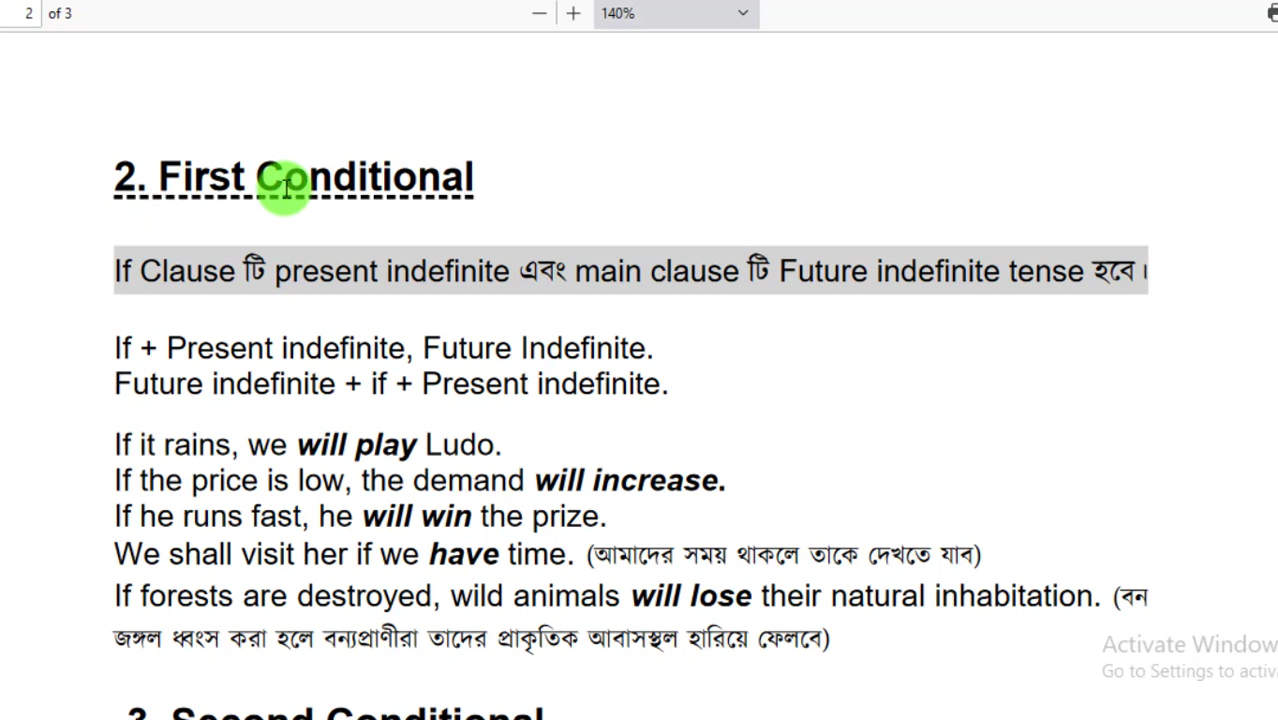 2 of 3
140%
2. First Conditional
If Clause টি present indefinite এবং main clause টি Future indefinite tense হবে।
If + Present indefinite, Future Indefinite.
Future indefinite + if + Present indefinite.
If it rains, we will play Ludo.
If the price is low, the demand will increase.
If he runs fast, he will win the prize.
We shall visit her if we have time. (আমাদের সময় থাকলে তাকে দেখতে যাব)
If forests are destroyed, wild animals will lose their natural inhabitation. (বন
জঙ্গল ধ্বংস করা হলে বন্যপ্রাণীরা তাদের প্রাকৃতিক আবাসস্থল হারিয়ে ফেলবে)
Activate Window
Go to Settings to activa
3. Second Conditional